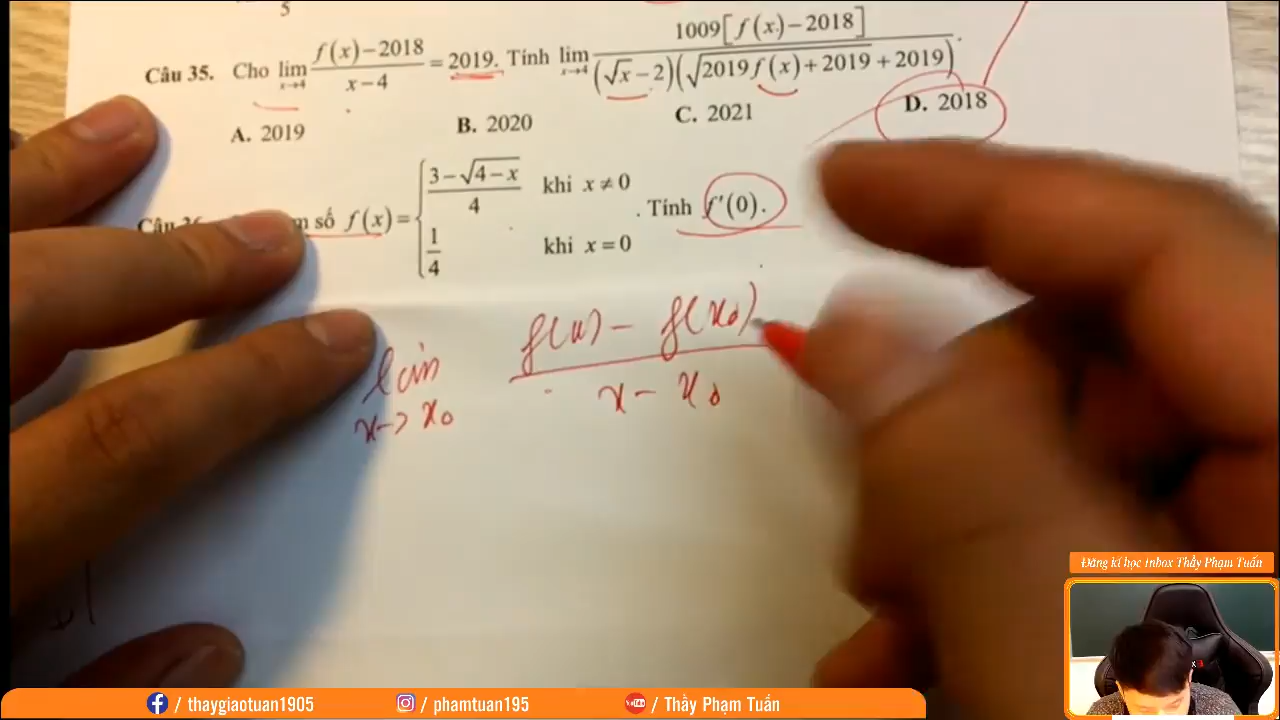 5
Câu 35. Cho lim x→4 f(x)−2018 / x−4 = 2019. Tính lim x→4 1009[f(x)−2018] / (√x−2)(√2019f(x)+2019+2019).
A. 2019 B. 2020 C. 2021 D. 2018
Câu m số f(x) = { 3−√4−x / 4 khi x≠0
1/4 khi x=0 . Tính f'(0).
lim x→x₀ f(x) − f(x₀) / x − x₀
Đăng kí học Inbox Thầy Phạm Tuấn
/ thaygiaotuan1905 / phamtuan195 / Thầy Phạm Tuấn